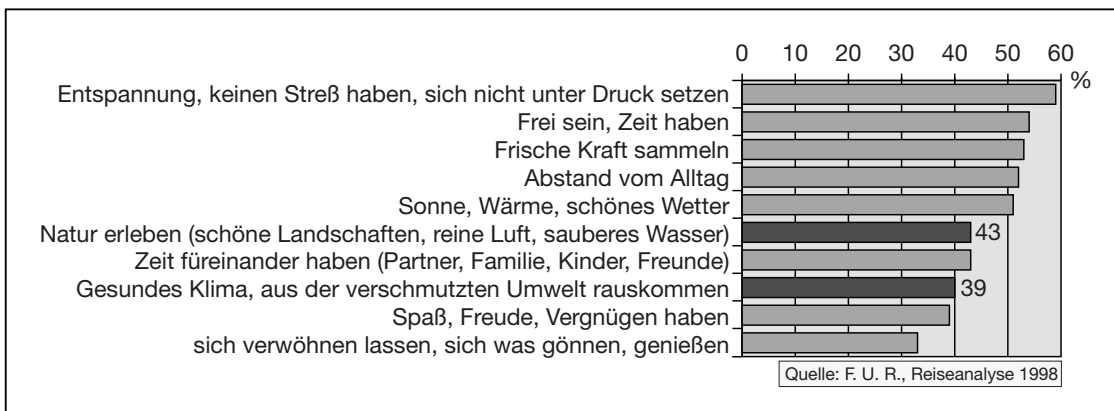 0 10 20 30 40 50 60
%
Entspannung, keinen Streß haben, sich nicht unter Druck setzen
Frei sein, Zeit haben
Frische Kraft sammeln
Abstand vom Alltag
Sonne, Wärme, schönes Wetter
Natur erleben (schöne Landschaften, reine Luft, sauberes Wasser) 43
Zeit füreinander haben (Partner, Familie, Kinder, Freunde)
Gesundes Klima, aus der verschmutzten Umwelt rauskommen 39
Spaß, Freude, Vergnügen haben
sich verwöhnen lassen, sich was gönnen, genießen
Quelle: F. U. R., Reiseanalyse 1998